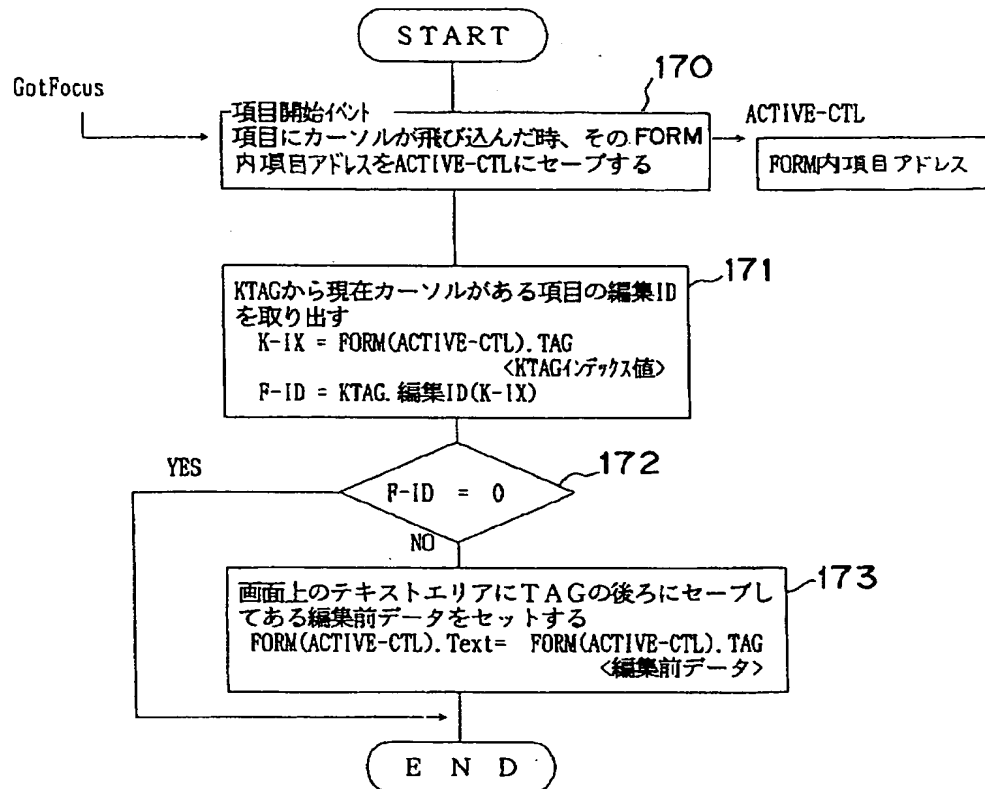 START
170
GotFocus
項目開始イベント
ACTIVE-CTL
項目にカーソルが飛び込んだ時、そのFORM
内項目アドレスをACTIVE-CTLにセーブする
FORM内項目アドレス
171
KTAGから現在カーソルがある項目の編集ID
を取り出す
K-IX = FORM(ACTIVE-CTL).TAG
<KTAGインデックス値>
F-ID = KTAG.編集ID(K-IX)
172
YES
F-ID = 0
NO
173
画面上のテキストエリアにTAGの後ろにセーブし
てある編集前データをセットする
FORM(ACTIVE-CTL).Text= FORM(ACTIVE-CTL).TAG
<編集前データ>
END